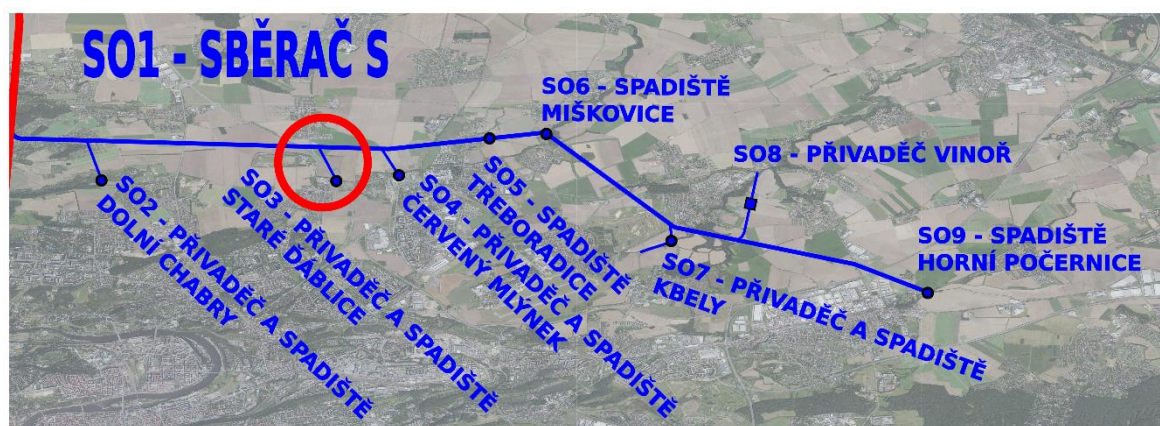 SO1 - SBĚRAČ S
SO2 - PŘIVADĚČ A SPADIŠTĚ
DOLNÍ CHABRY
SO3 - PŘIVADĚČ A SPADIŠTĚ
STARÉ ĎÁBLICE
SO4 - PŘIVADĚČ A SPADIŠTĚ
ČERVENÝ MLÝNEK
SO5 - SPADIŠTĚ
TŘEBORADICE
SO6 - SPADIŠTĚ
MIŠKOVICE
SO7 - PŘIVADĚČ A SPADIŠTĚ
KBELY
SO8 - PŘIVADĚČ VINOŘ
SO9 - SPADIŠTĚ
HORNÍ POČERNICE